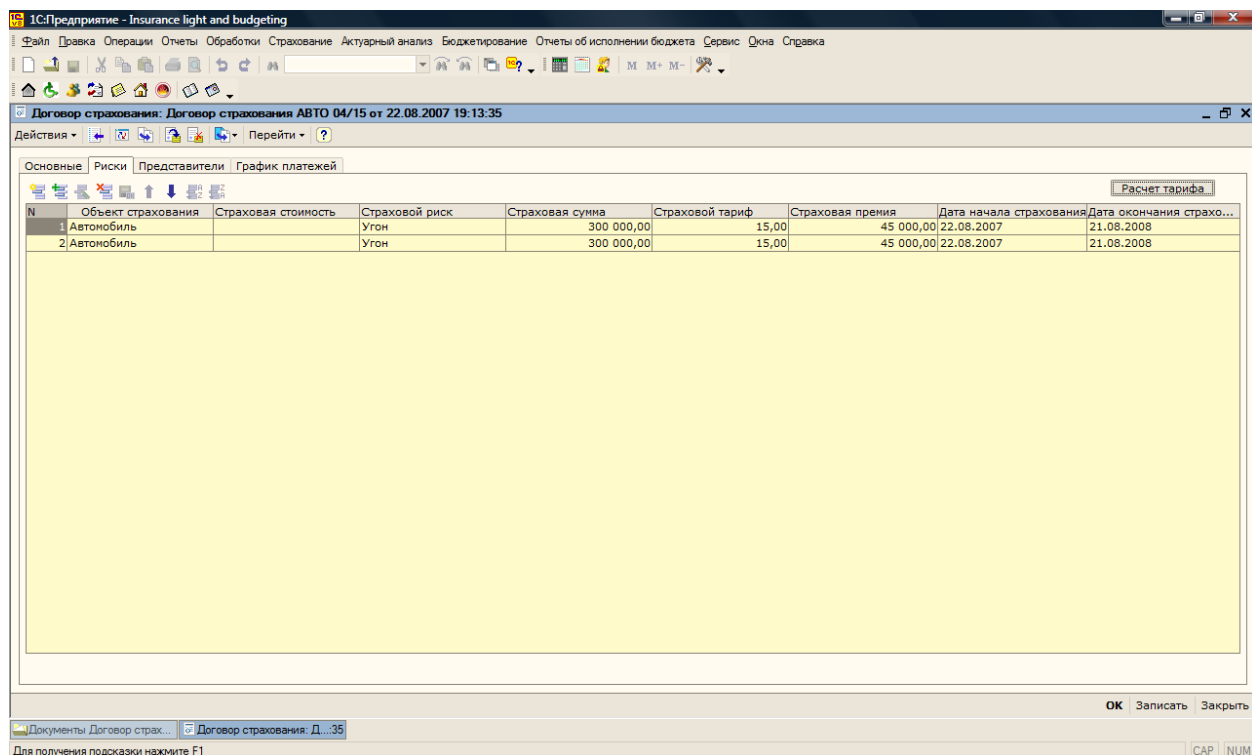 1С:Предприятие - Insurance light and budgeting
Файл Правка Операции Отчеты Обработки Страхование Актуарный анализ Бюджетирование Отчеты об исполнении бюджета Сервис Окна Справка
M M+ M-
Договор страхования: Договор страхования АВТО 04/15 от 22.08.2007 19:13:35
Действия Перейти ?
Основные Риски Представители График платежей
Расчет тарифа
N Объект страхования Страховая стоимость Страховой риск Страховая сумма Страховой тариф Страховая премия Дата начала страхования Дата окончания страхо...
1 Автомобиль Угон 300 000,00 15,00 45 000,00 22.08.2007 21.08.2008
2 Автомобиль Угон 300 000,00 15,00 45 000,00 22.08.2007 21.08.2008
ОК Записать Закрыть
Документы Договор страх... Договор страхования: Д...:35
Для получения подсказки нажмите F1 CAP NUM